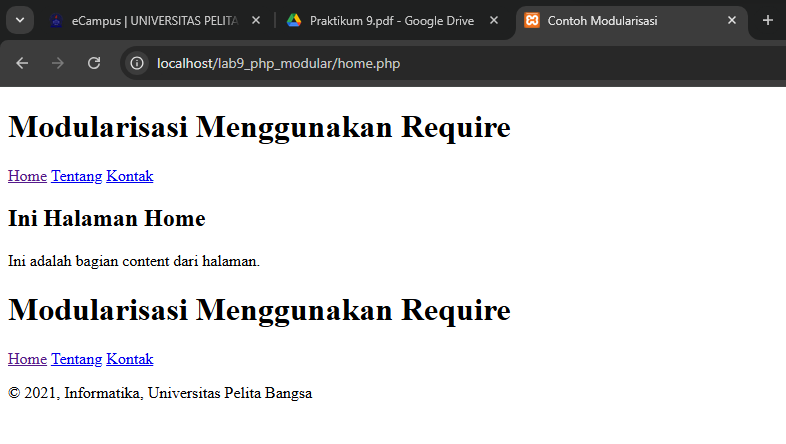 eCampus | UNIVERSITAS PELITA
Praktikum 9.pdf - Google Drive
Contoh Modularisasi
localhost/lab9_php_modular/home.php
Modularisasi Menggunakan Require
Home Tentang Kontak
Ini Halaman Home
Ini adalah bagian content dari halaman.
Modularisasi Menggunakan Require
Home Tentang Kontak
© 2021, Informatika, Universitas Pelita Bangsa